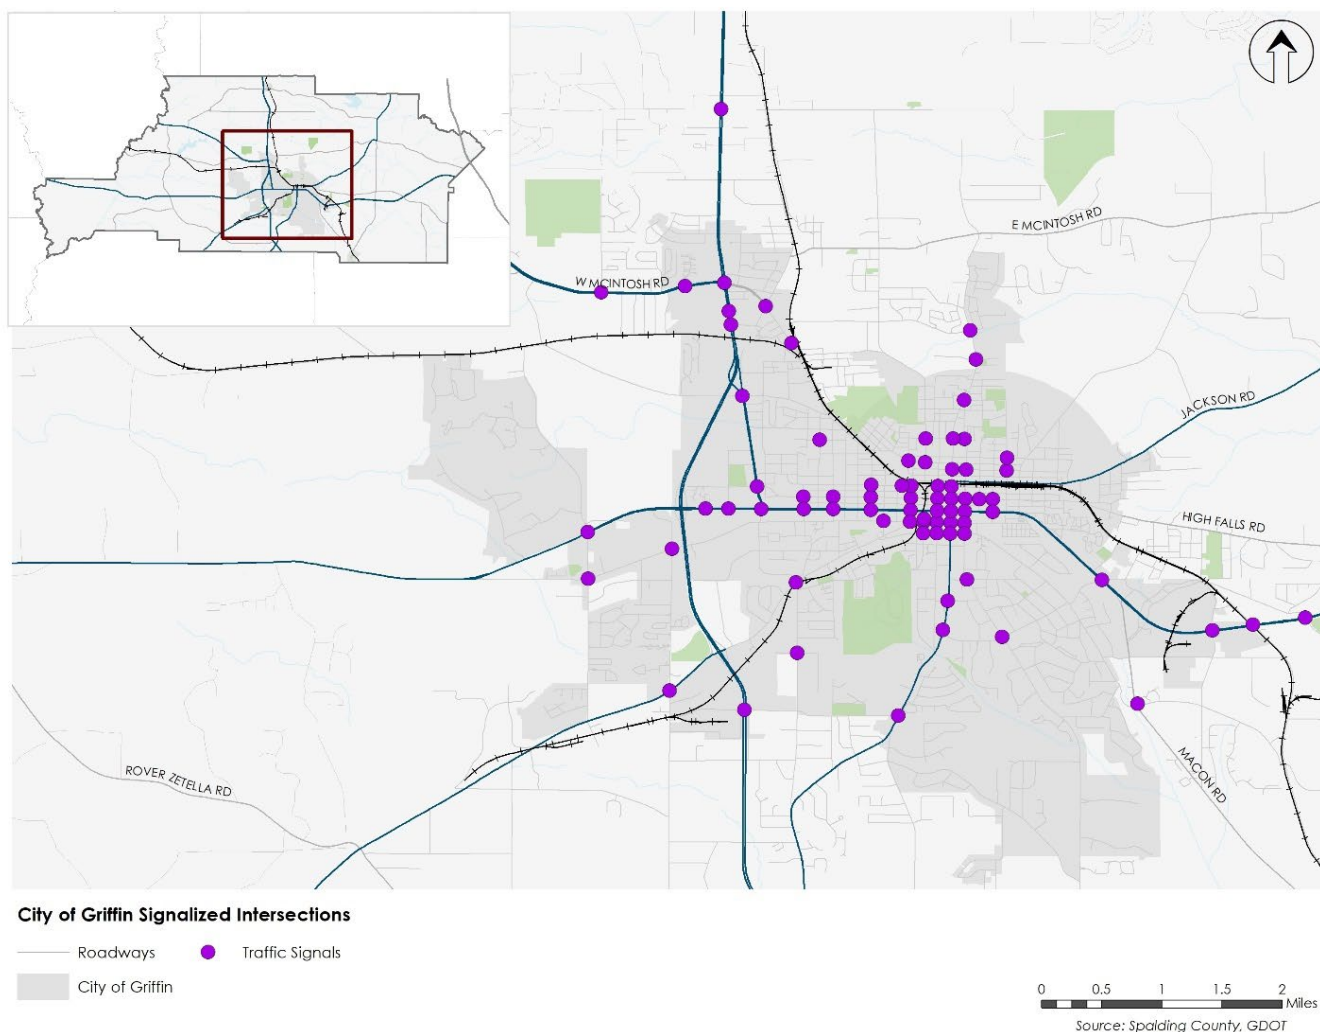 E MCINTOSH RD
W MCINTOSH RD
JACKSON RD
HIGH FALLS RD
MACON RD
ROVER ZETELLA RD
City of Griffin Signalized Intersections
Roadways
Traffic Signals
City of Griffin
0 0.5 1 1.5 2
Miles
Source: Spalding County, GDOT